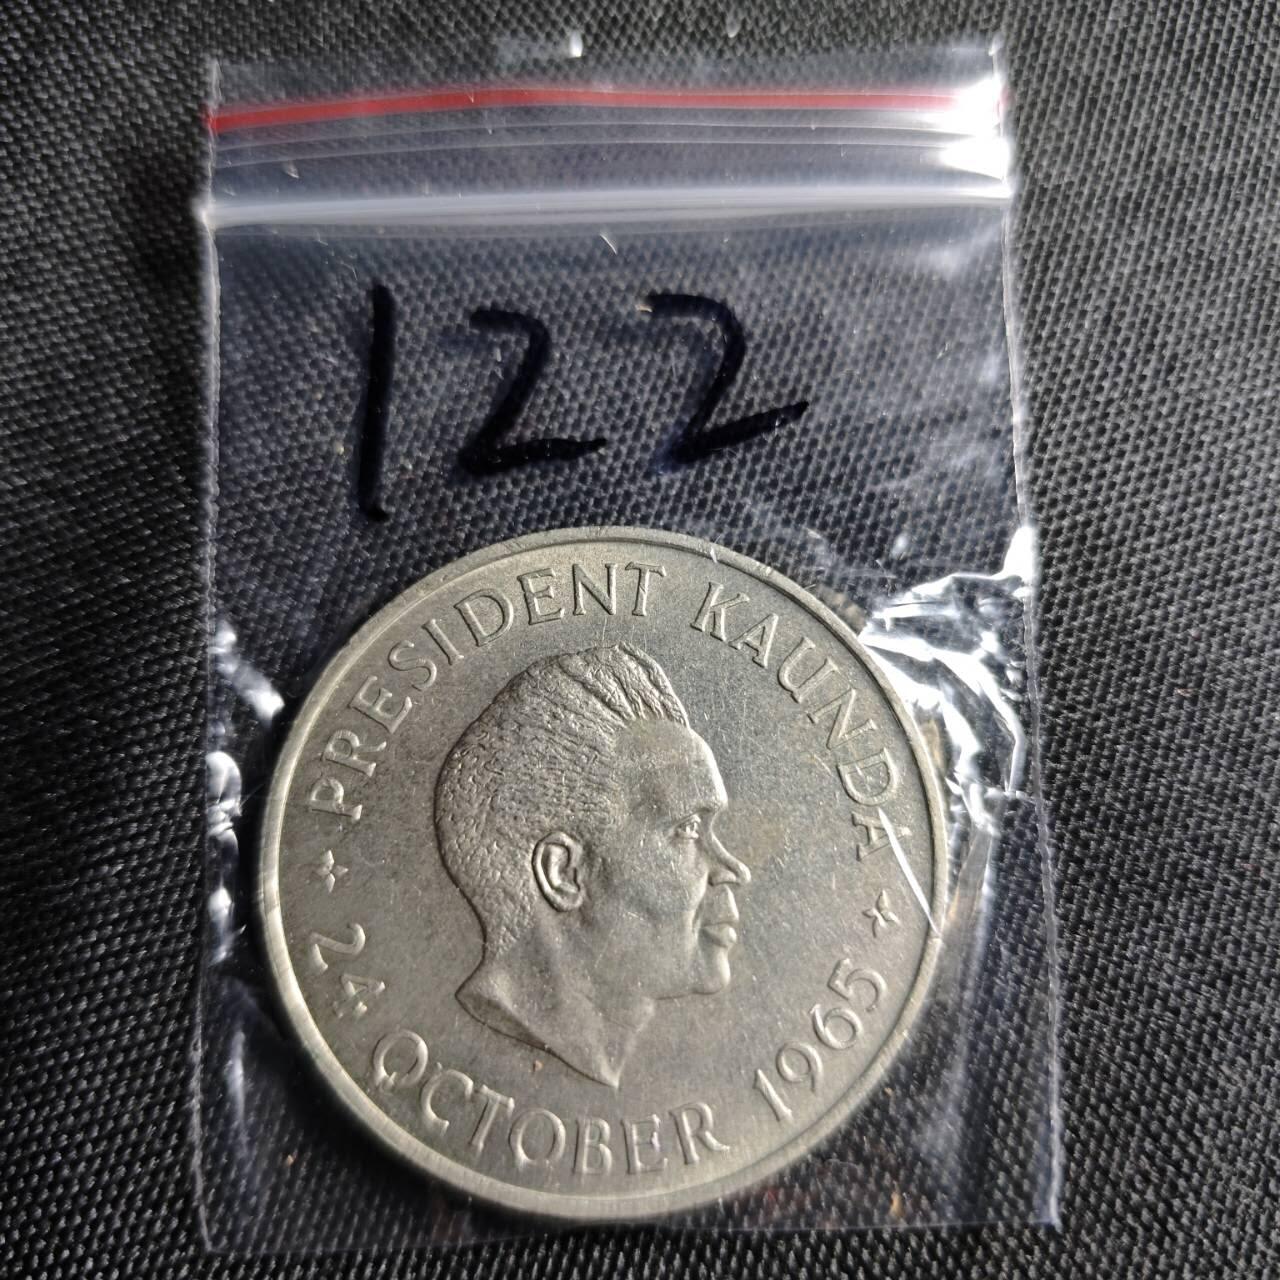 122
PRESIDENT KAUNDA
24 OCTOBER 1965